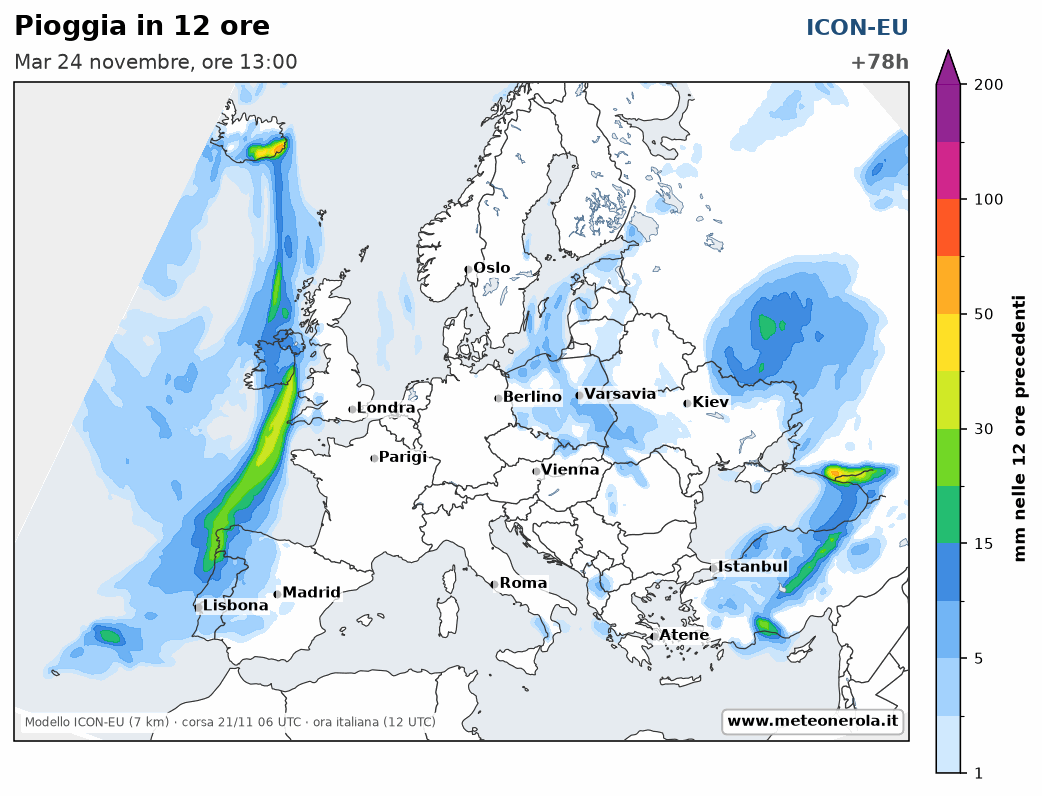 Pioggia in 12 ore
ICON-EU
Mar 24 novembre, ore 13:00
+78h
200
100
50
30
15
5
1
mm nelle 12 ore precedenti
Oslo
Berlino
Varsavia
Kiev
Londra
Parigi
Vienna
Istanbul
Roma
Madrid
Lisbona
Atene
Modello ICON-EU (7 km) · corsa 21/11 06 UTC · ora italiana (12 UTC)
www.meteonerola.it